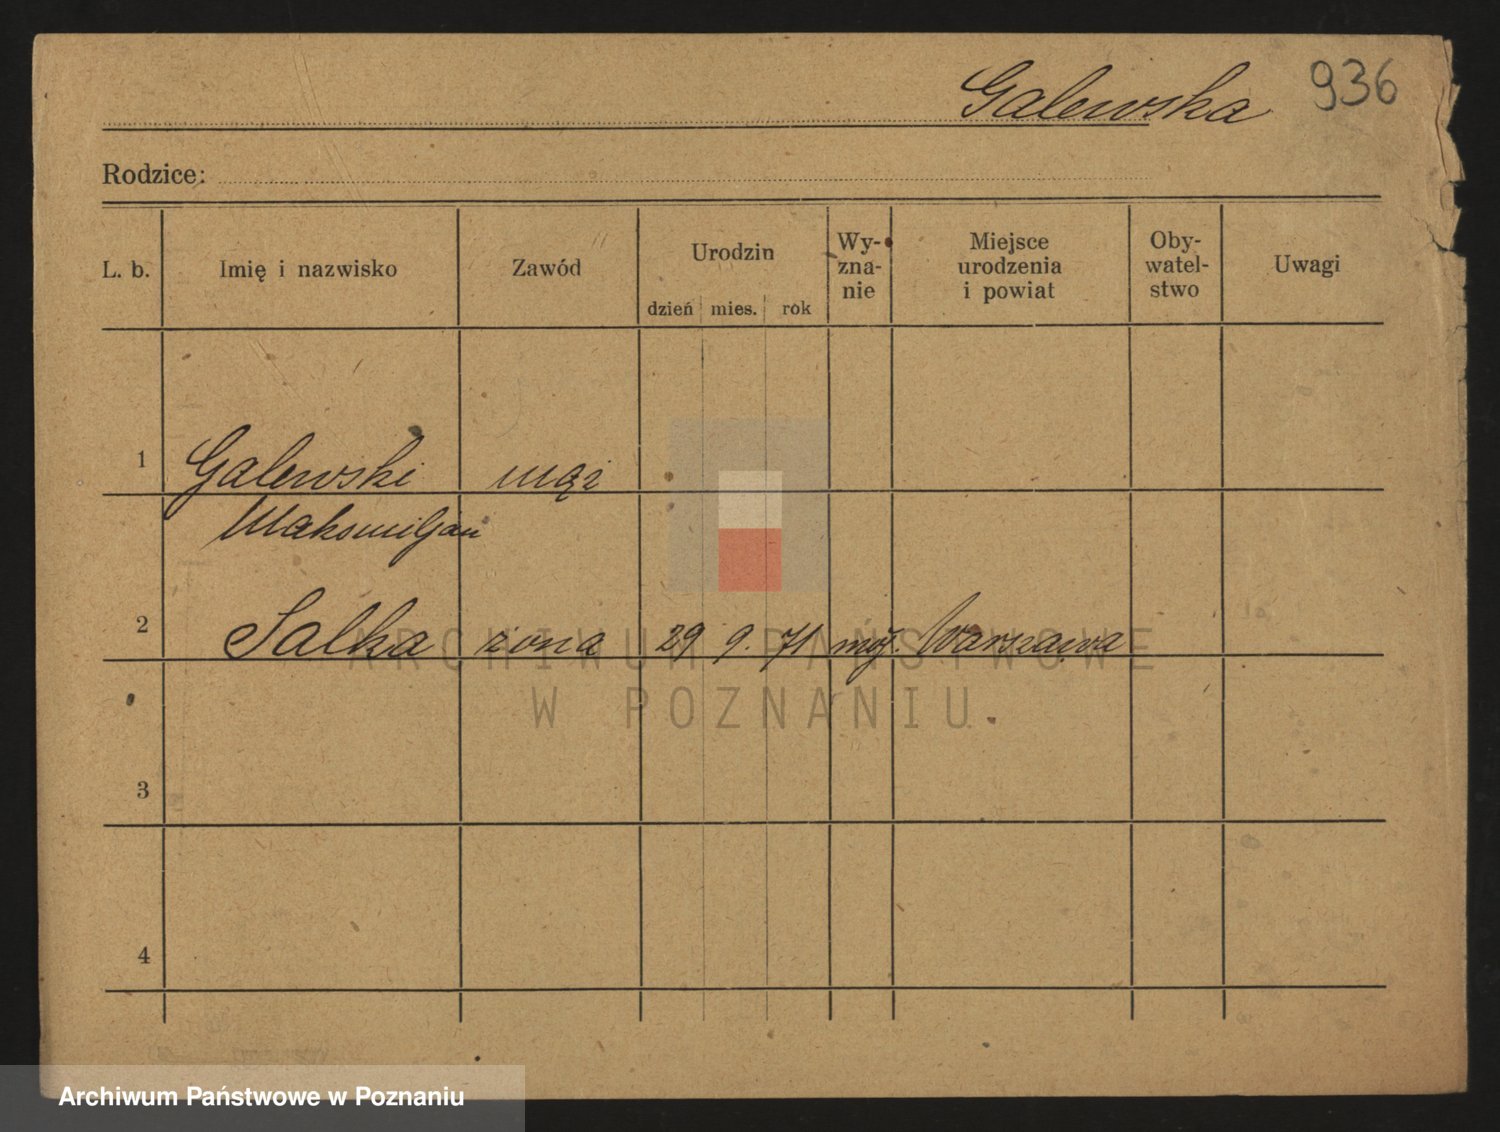 Galewska 936
Rodzice:
L. b. Imię i nazwisko Zawód Urodzin dzień mies. rok Wy-zna-nie Miejsce urodzenia i powiat Oby-watel-stwo Uwagi
1 Galewski mąż
Maksmiljan
2 Salka żona 29 9. 71 mojż. Warszawa
3
4
ARCHIWUM PAŃSTWOWE
W POZNANIU
Archiwum Państwowe w Poznaniu